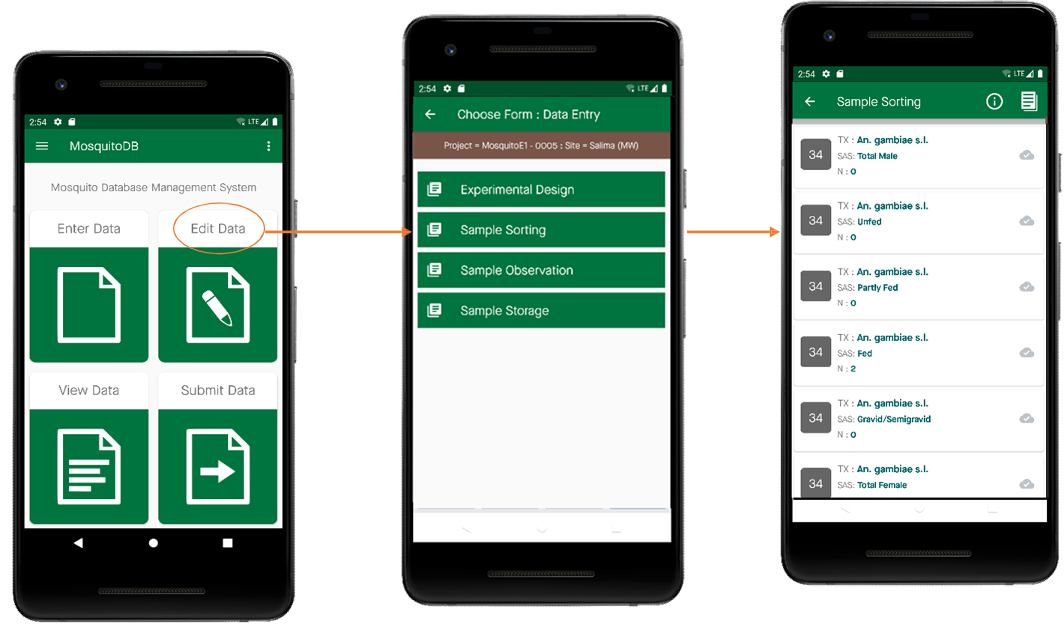 2:54 LTE
MosquitoDB
Mosquito Database Management System
Enter Data
Edit Data
View Data
Submit Data
2:54 LTE
Choose Form : Data Entry
Project = MosquitoE1 - 0005 : Site = Salima (MW)
Experimental Design
Sample Sorting
Sample Observation
Sample Storage
2:54 LTE
Sample Sorting
34
TX : An. gambiae s.l.
SAS: Total Male
N : 0
34
TX : An. gambiae s.l.
SAS: Unfed
N : 0
34
TX : An. gambiae s.l.
SAS: Partly Fed
N : 0
34
TX : An. gambiae s.l.
SAS: Fed
N : 2
34
TX : An. gambiae s.l.
SAS: Gravid/Semigravid
N : 0
34
TX : An. gambiae s.l.
SAS: Total Female